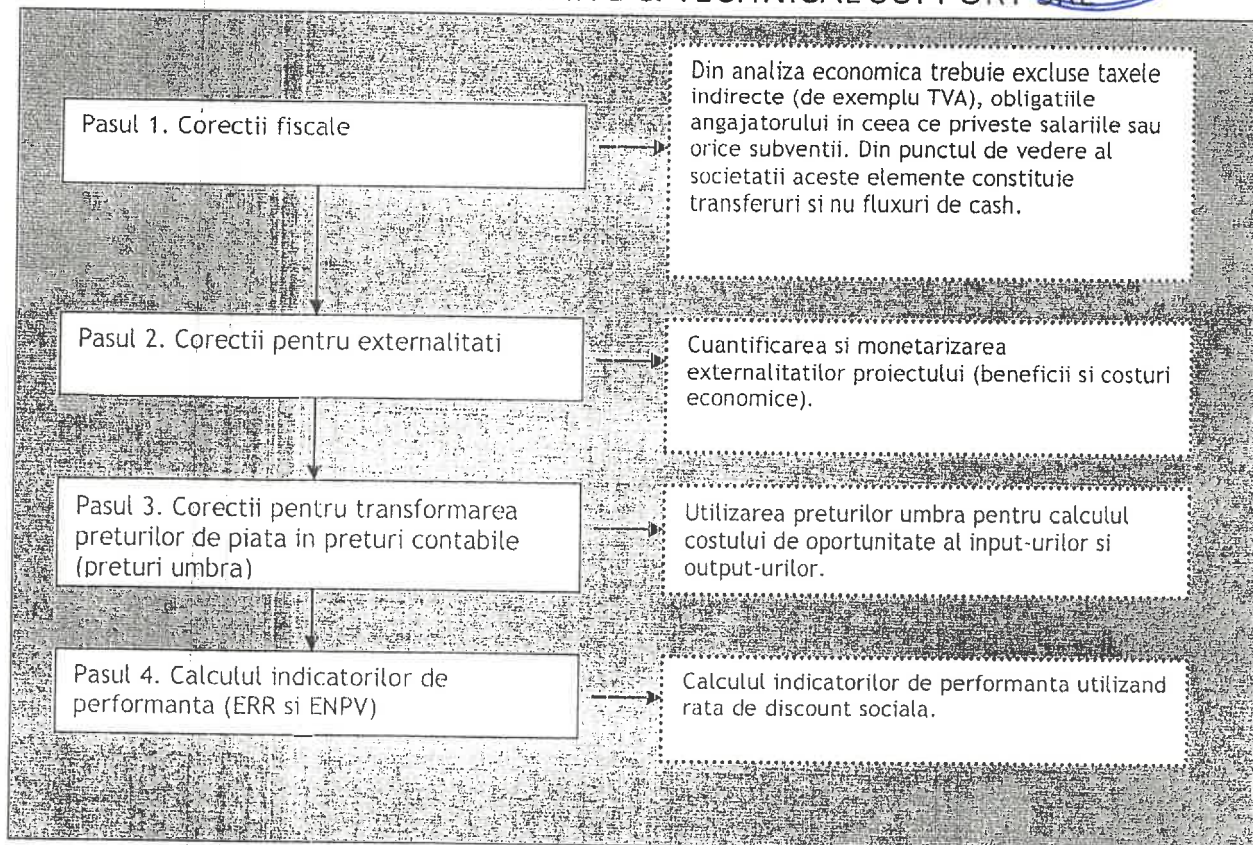 & TECHNICAL SUPPORT SRL
Pasul 1. Corectii fiscale
Din analiza economica trebuie excluse taxele
indirecte (de exemplu TVA), obligatiile
angajatorului in ceea ce priveste salariile sau
orice subventii. Din punctul de vedere al
societatii aceste elemente constituie
transferuri si nu fluxuri de cash.
Pasul 2. Corectii pentru externalitati
Cuantificarea si monetarizarea
externalitatilor proiectului (beneficii si costuri
economice).
Pasul 3. Corectii pentru transformarea
preturilor de piata in preturi contabile
(preturi umbra)
Utilizarea preturilor umbra pentru calculul
costului de oportunitate al input-urilor si
output-urilor.
Pasul 4. Calculul indicatorilor de
performanta (ERR si ENPV)
Calculul indicatorilor de performanta utilizand
rata de discount sociala.